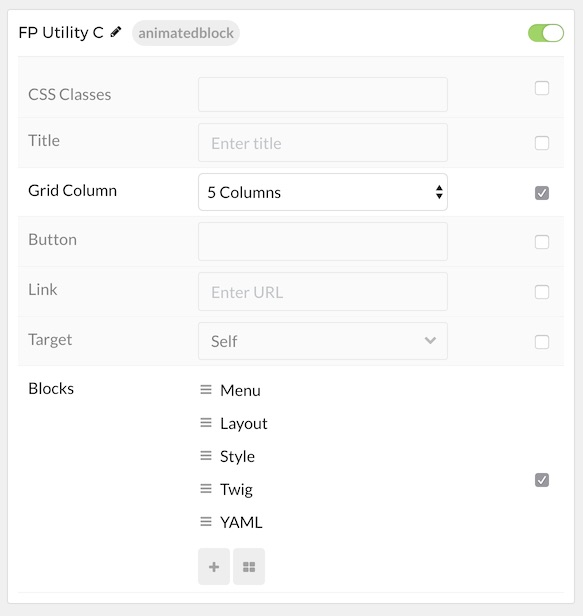 FP Utility C animatedblock
CSS Classes
Title Enter title
Grid Column 5 Columns
Button
Link Enter URL
Target Self
Blocks Menu
Layout
Style
Twig
YAML